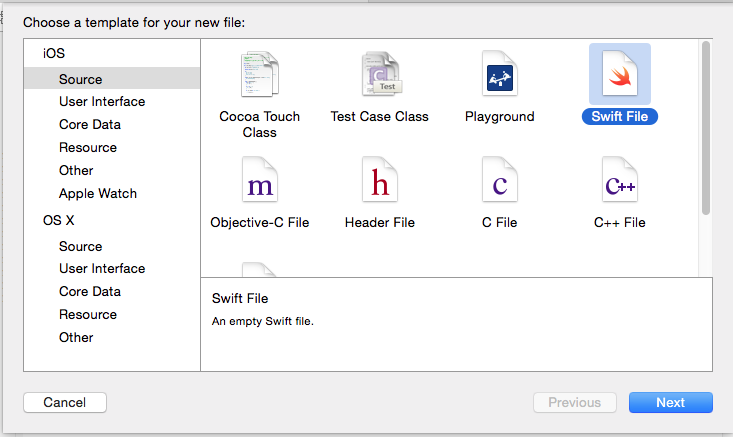 Choose a template for your new file:
iOS
Source
User Interface
Core Data
Resource
Other
Apple Watch
OS X
Source
User Interface
Core Data
Resource
Other
Cocoa Touch
Class
Test
Test Case Class
Playground
Swift File
m
Objective-C File
h
Header File
c
C File
C++
C++ File
Swift File
An empty Swift file.
Cancel
Previous
Next